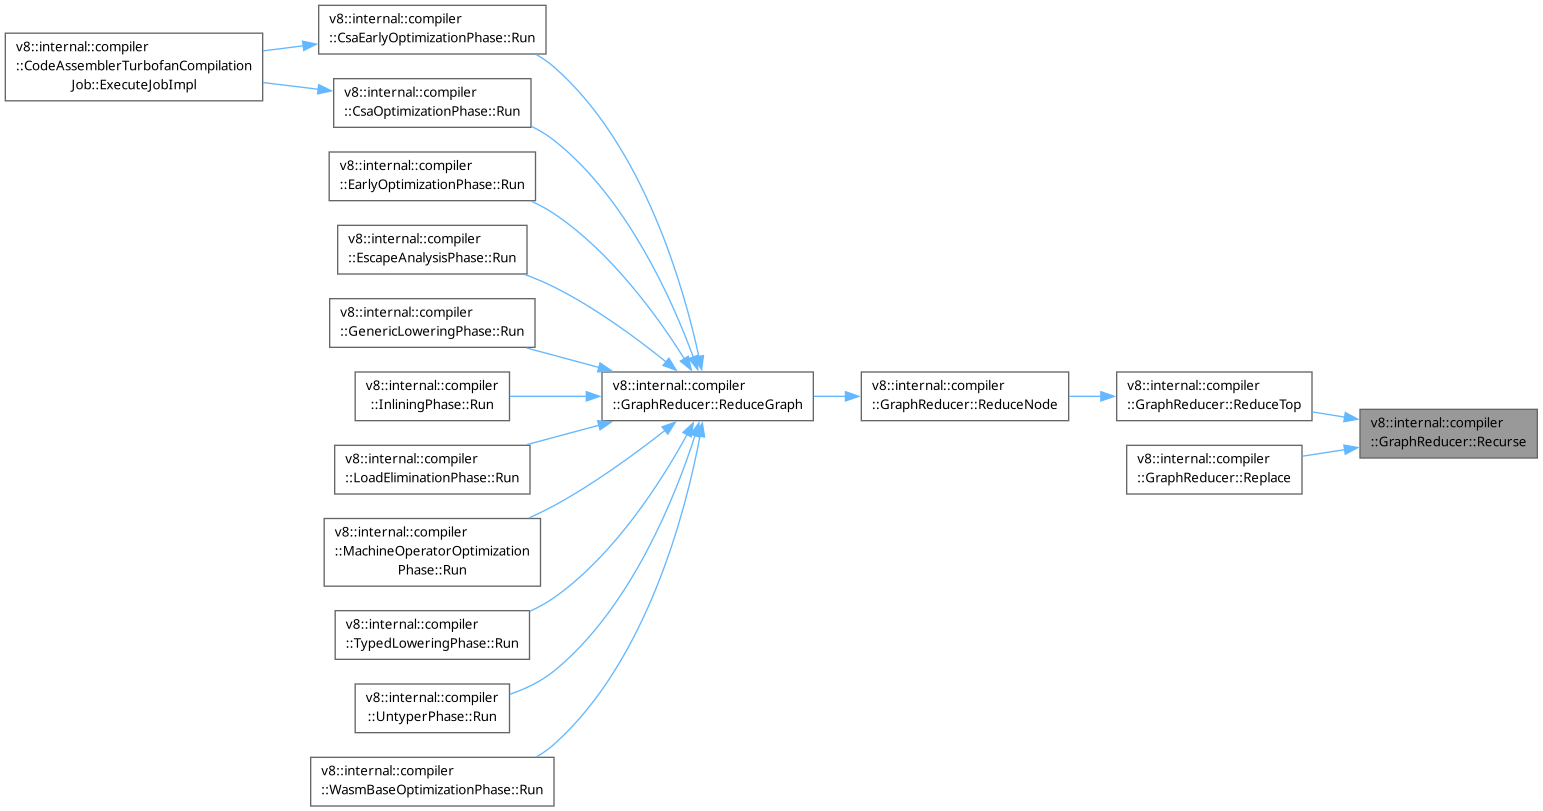 v8::internal::compiler
::CodeAssemblerTurbofanCompilation
Job::ExecuteJobImpl
v8::internal::compiler
::CsaEarlyOptimizationPhase::Run
v8::internal::compiler
::CsaOptimizationPhase::Run
v8::internal::compiler
::EarlyOptimizationPhase::Run
v8::internal::compiler
::EscapeAnalysisPhase::Run
v8::internal::compiler
::GenericLoweringPhase::Run
v8::internal::compiler
::InliningPhase::Run
v8::internal::compiler
::LoadEliminationPhase::Run
v8::internal::compiler
::MachineOperatorOptimization
Phase::Run
v8::internal::compiler
::TypedLoweringPhase::Run
v8::internal::compiler
::UntyperPhase::Run
v8::internal::compiler
::WasmBaseOptimizationPhase::Run
v8::internal::compiler
::GraphReducer::ReduceGraph
v8::internal::compiler
::GraphReducer::ReduceNode
v8::internal::compiler
::GraphReducer::ReduceTop
v8::internal::compiler
::GraphReducer::Replace
v8::internal::compiler
::GraphReducer::Recurse